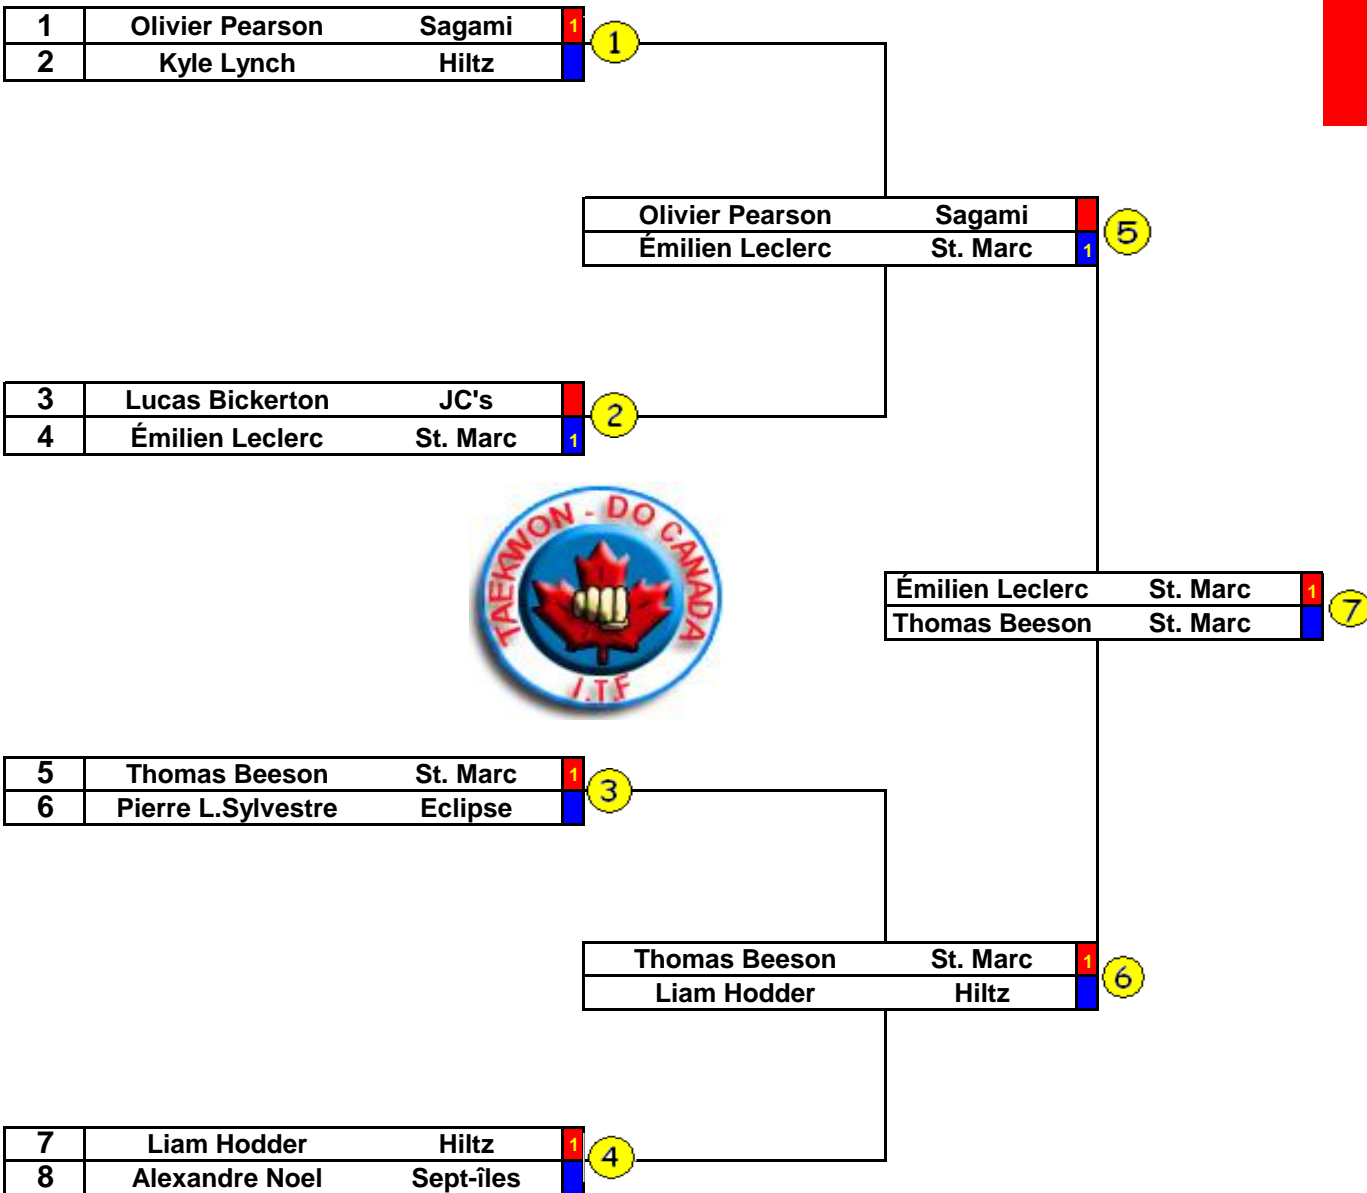 1 Olivier Pearson Sagami 1
2 Kyle Lynch Hiltz
1
Olivier Pearson Sagami
Émilien Leclerc St. Marc 1
5
3 Lucas Bickerton JC's
4 Émilien Leclerc St. Marc 1
2
TAEKWON - DO CANADA
I.T.F
Émilien Leclerc St. Marc 1
Thomas Beeson St. Marc
7
5 Thomas Beeson St. Marc 1
6 Pierre L.Sylvestre Eclipse
3
Thomas Beeson St. Marc 1
Liam Hodder Hiltz
6
7 Liam Hodder Hiltz 1
8 Alexandre Noel Sept-îles
4